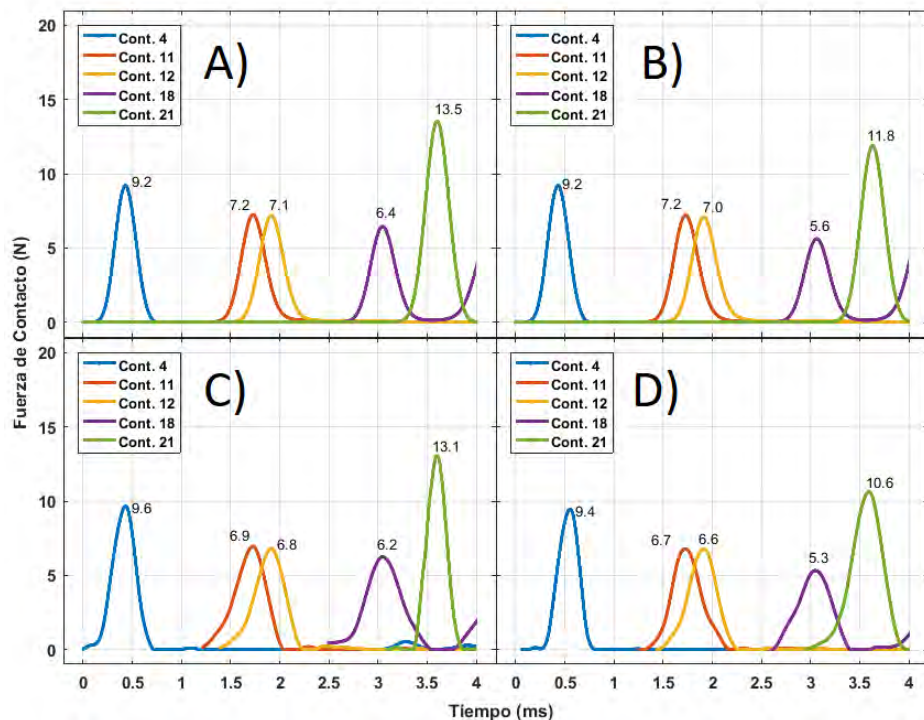 20
15
10
5
0
Cont. 4
Cont. 11
Cont. 12
Cont. 18
Cont. 21
A)
9.2
7.2
7.1
6.4
13.5
Cont. 4
Cont. 11
Cont. 12
Cont. 18
Cont. 21
B)
9.2
7.2
7.0
5.6
11.8
Fuerza de Contacto (N)
20
15
10
5
0
Cont. 4
Cont. 11
Cont. 12
Cont. 18
Cont. 21
C)
9.6
6.9
6.8
6.2
13.1
Cont. 4
Cont. 11
Cont. 12
Cont. 18
Cont. 21
D)
9.4
6.7
6.6
5.3
10.6
0 0.5 1 1.5 2 2.5 3 3.5 4
0 0.5 1 1.5 2 2.5 3 3.5 4
Tiempo (ms)